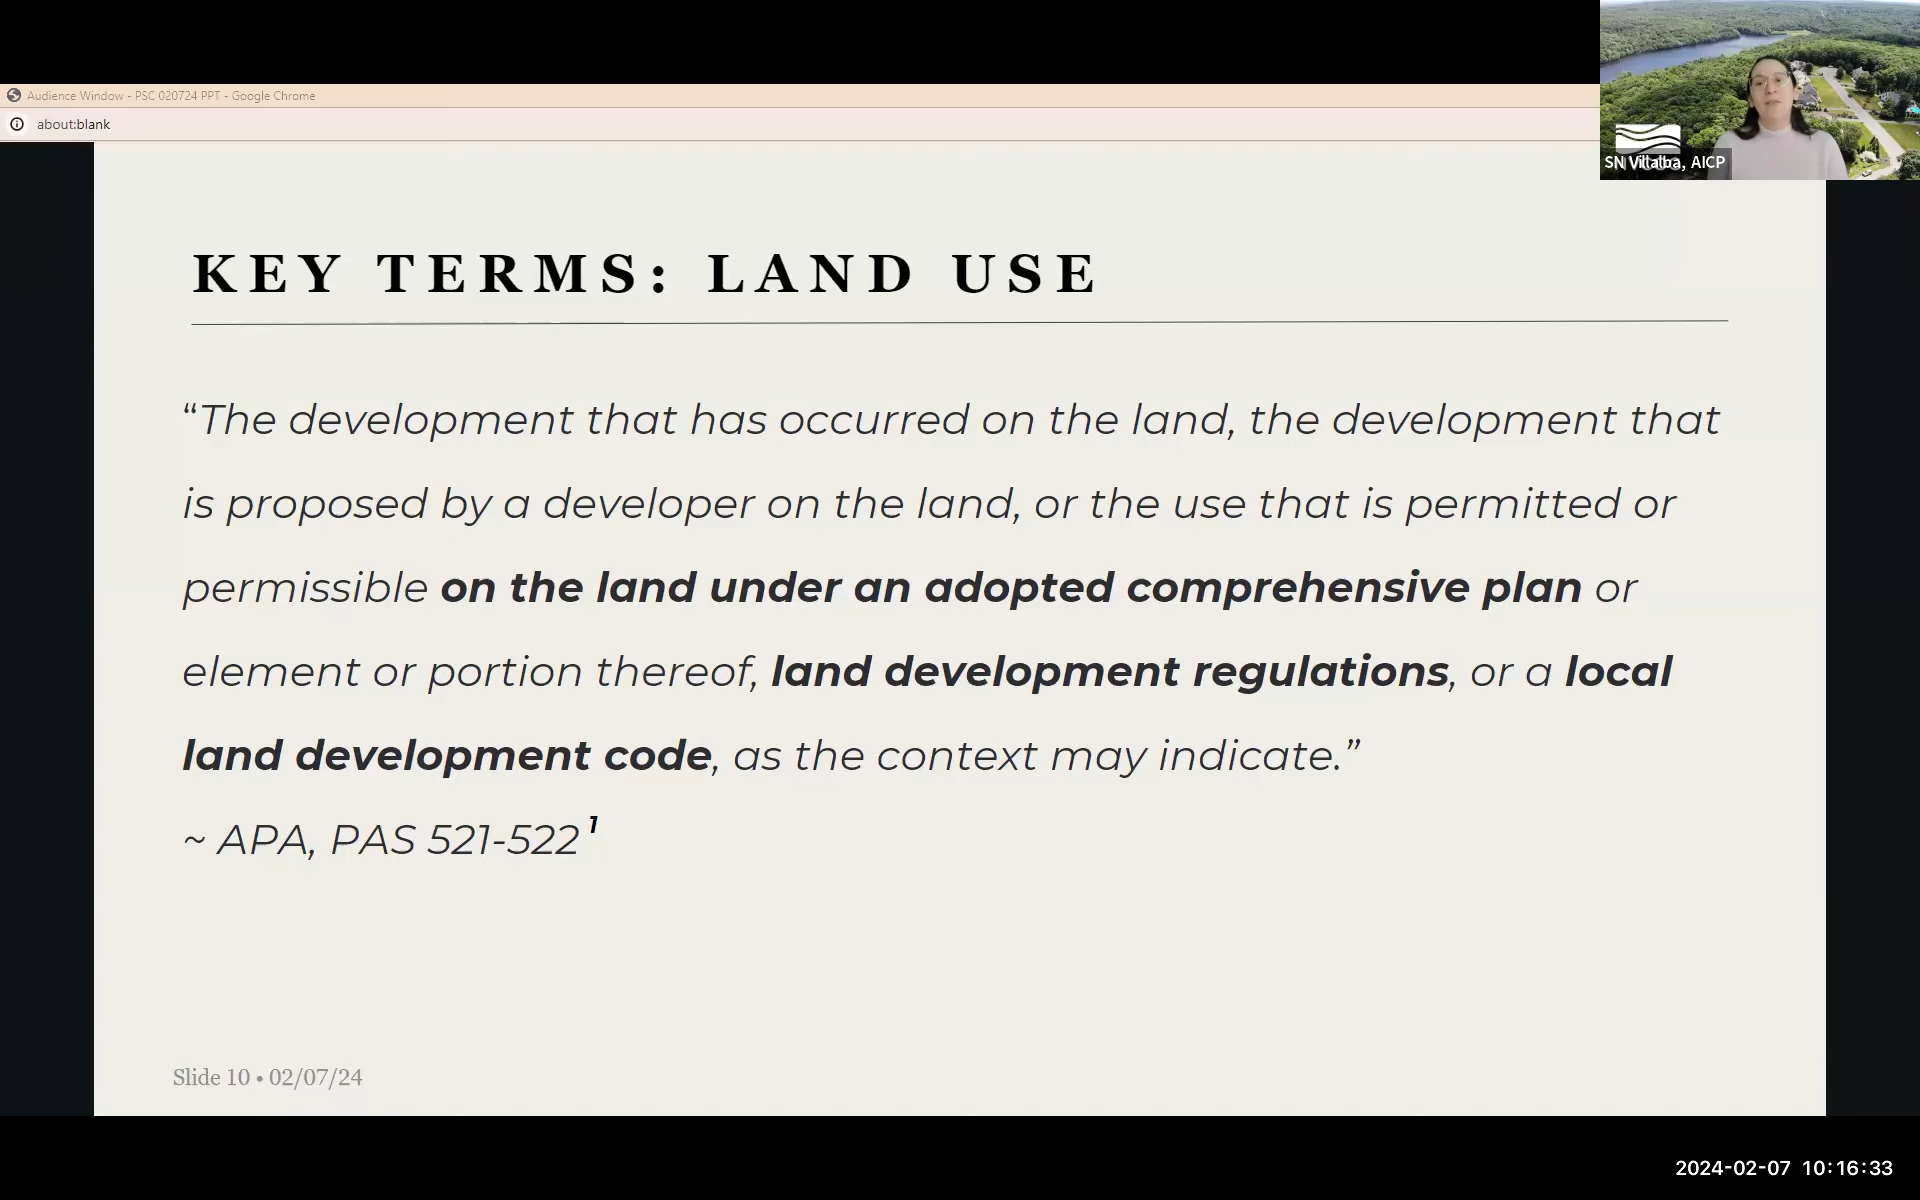 Audience Window - PSC 020724 PPT - Google Chrome
about:blank
SN Villalba, AICP
KEY TERMS: LAND USE
“The development that has occurred on the land, the development that
is proposed by a developer on the land, or the use that is permitted or
permissible on the land under an adopted comprehensive plan or
element or portion thereof, land development regulations, or a local
land development code, as the context may indicate.”
~ APA, PAS 521-522 1
Slide 10 • 02/07/24
2024-02-07 10:16:33